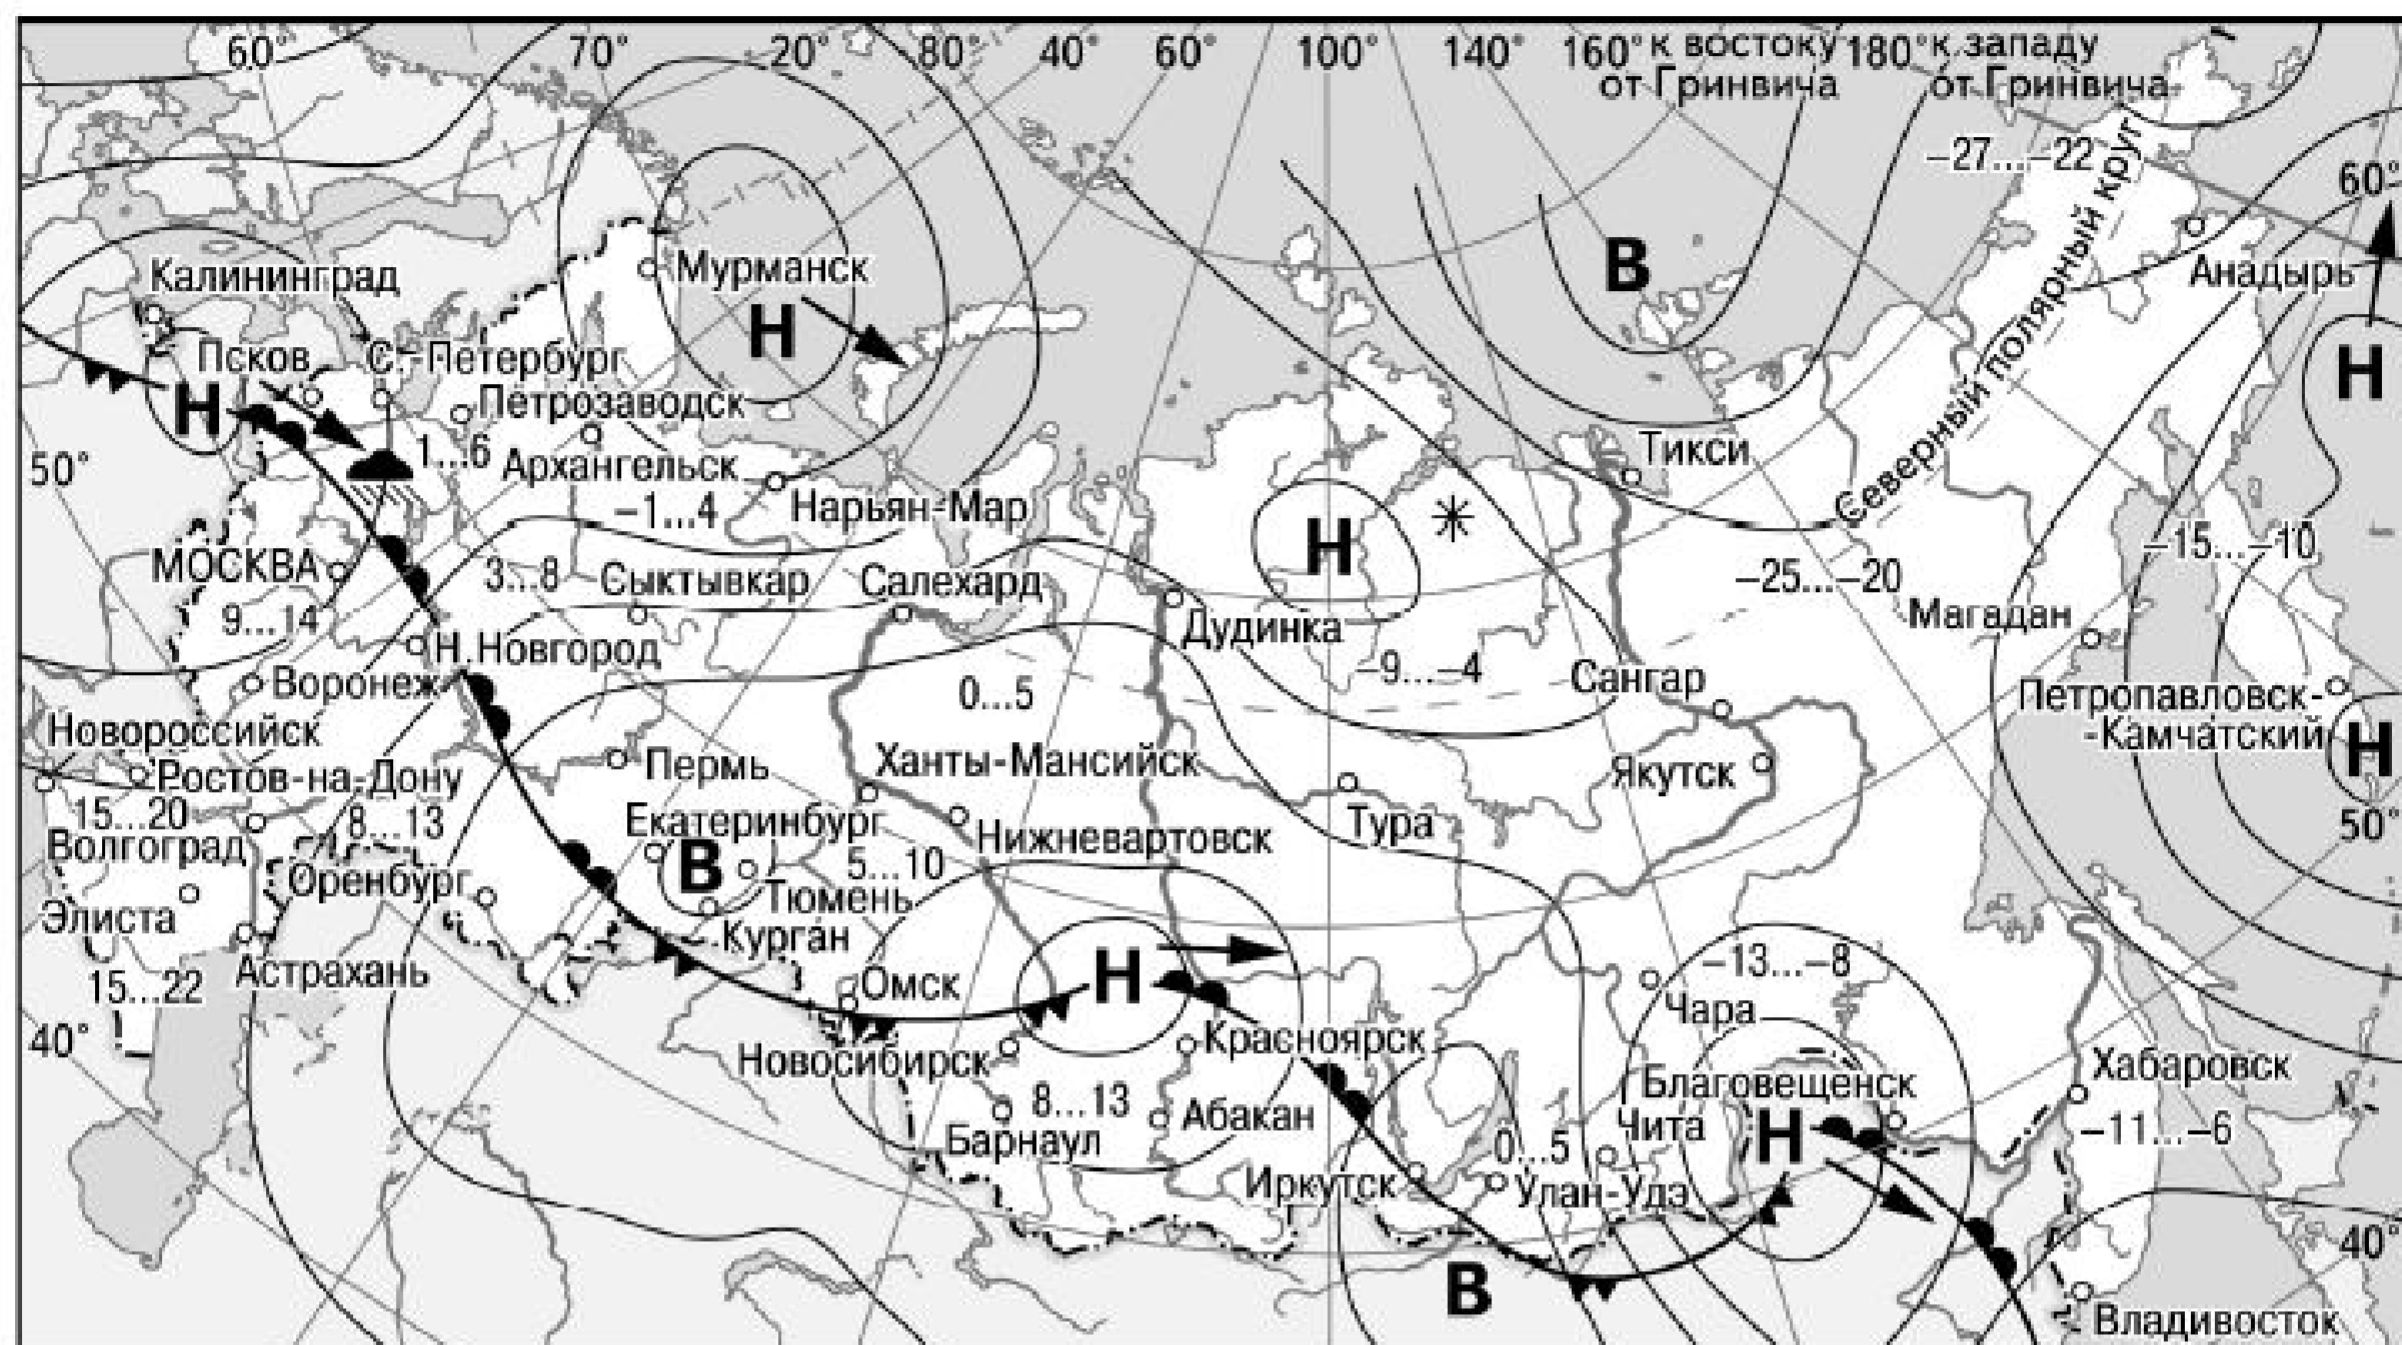 60° 70° 20° 80° 40° 60° 100° 140° 160° к востоку 180° к западу
от Гринвича от Гринвича
−27...−22
60°
Северный полярный круг
В
Анадырь
Калининград
Мурманск
Н
Н
Псков С.-Петербург
Н
Петрозаводск
50°
1...6 Архангельск
Тикси
−1...4 Нарьян-Мар
Н
−15...−10
МОСКВА
3...8 Сыктывкар Салехард
−25...−20
9...14
Дудинка
Магадан
Н.Новгород
−9...−4
Воронеж
0...5
Сангар
Петропавловск-
-Камчатский
Н
Новороссийск
Ростов-на-Дону
Пермь
Ханты-Мансийск
Якутск
15...20
8...13
Екатеринбург
Тура
50°
Волгоград
Нижневартовск
В
5...10
Оренбург
Тюмень
Элиста
Курган
−13...−8
Астрахань
15...22
Омск
Н
Чара
40°
Новосибирск
Красноярск
Хабаровск
Благовещенск
8...13
Абакан
Чита
Н
−11...−6
Барнаул
0...5
Иркутск
Улан-Удэ
40°
В
Владивосток